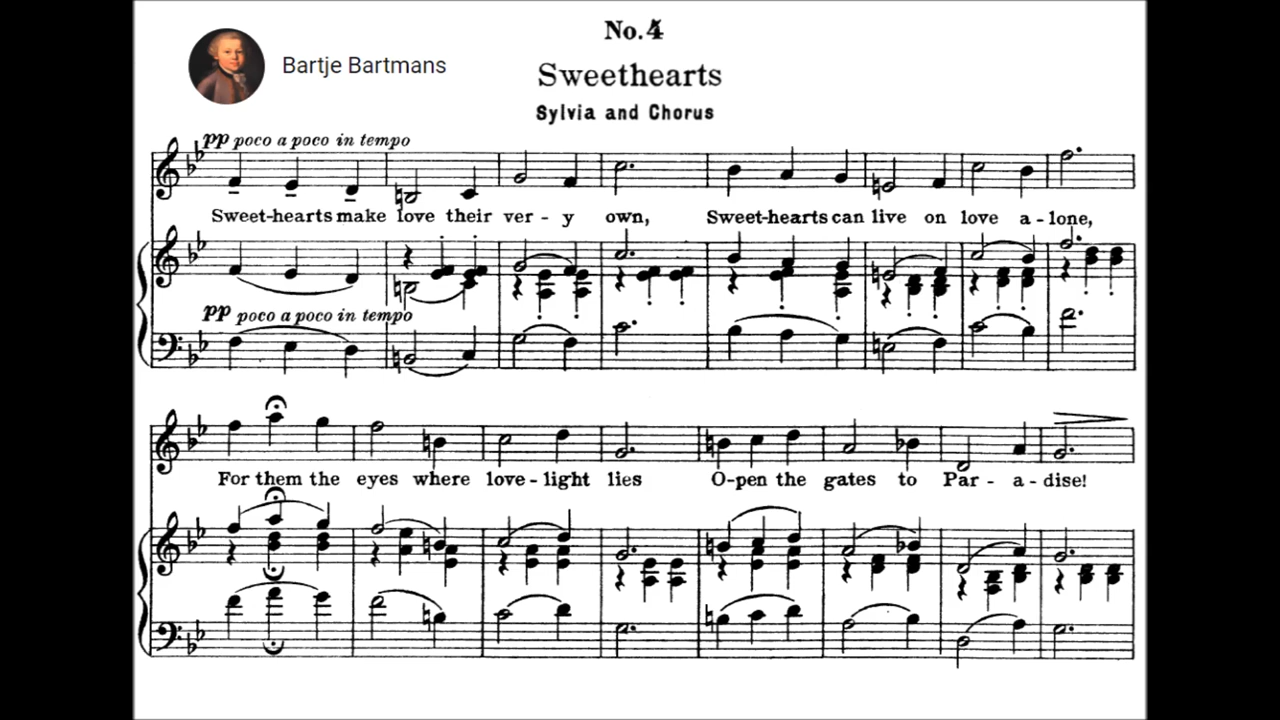 No. 4
Bartje Bartmans
Sweethearts
Sylvia and Chorus
pp poco a poco in tempo
Sweet-hearts make love their ver - y own, Sweet-hearts can live on love a - lone,
pp poco a poco in tempo
For them the eyes where love - light lies O-pen the gates to Par - a - dise!